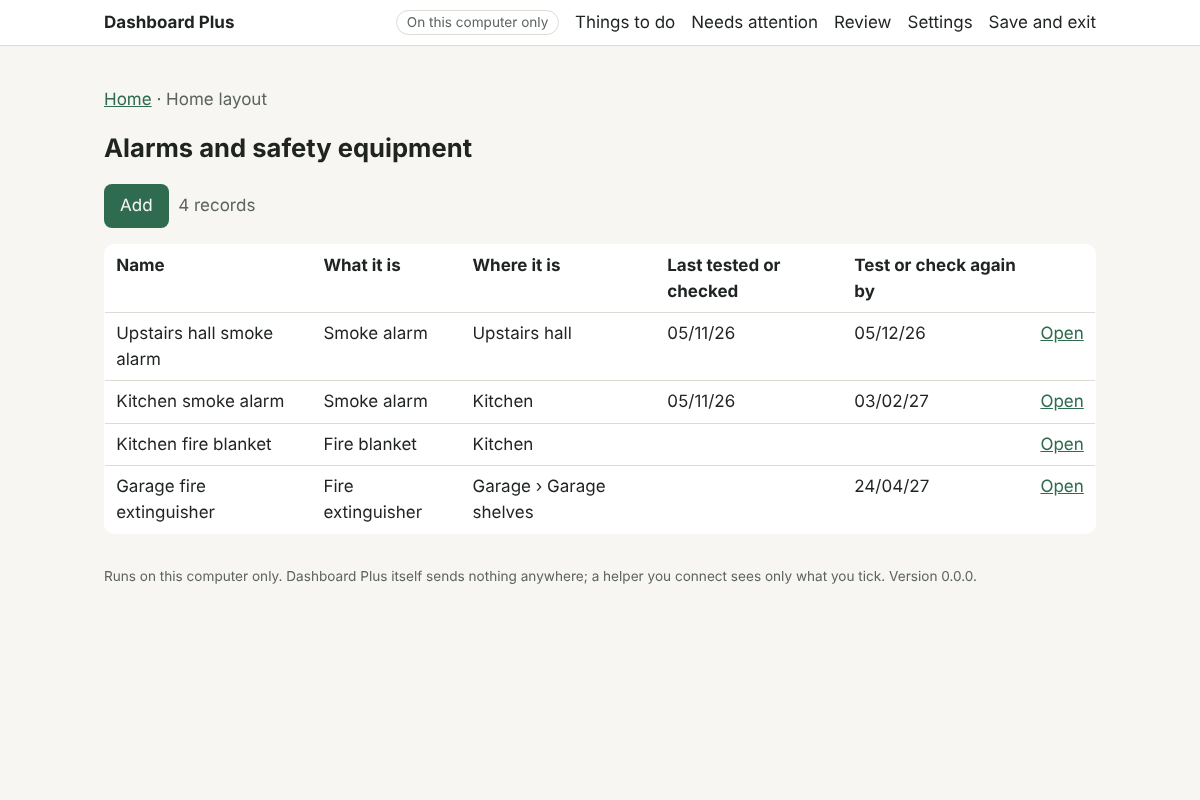 Dashboard Plus
On this computer only
Things to do
Needs attention
Review
Settings
Save and exit
Home · Home layout
Alarms and safety equipment
Add
4 records
Name What it is Where it is Last tested or checked Test or check again by
Upstairs hall smoke alarm Smoke alarm Upstairs hall 05/11/26 05/12/26 Open
Kitchen smoke alarm Smoke alarm Kitchen 05/11/26 03/02/27 Open
Kitchen fire blanket Fire blanket Kitchen Open
Garage fire extinguisher Fire extinguisher Garage › Garage shelves 24/04/27 Open
Runs on this computer only. Dashboard Plus itself sends nothing anywhere; a helper you connect sees only what you tick. Version 0.0.0.